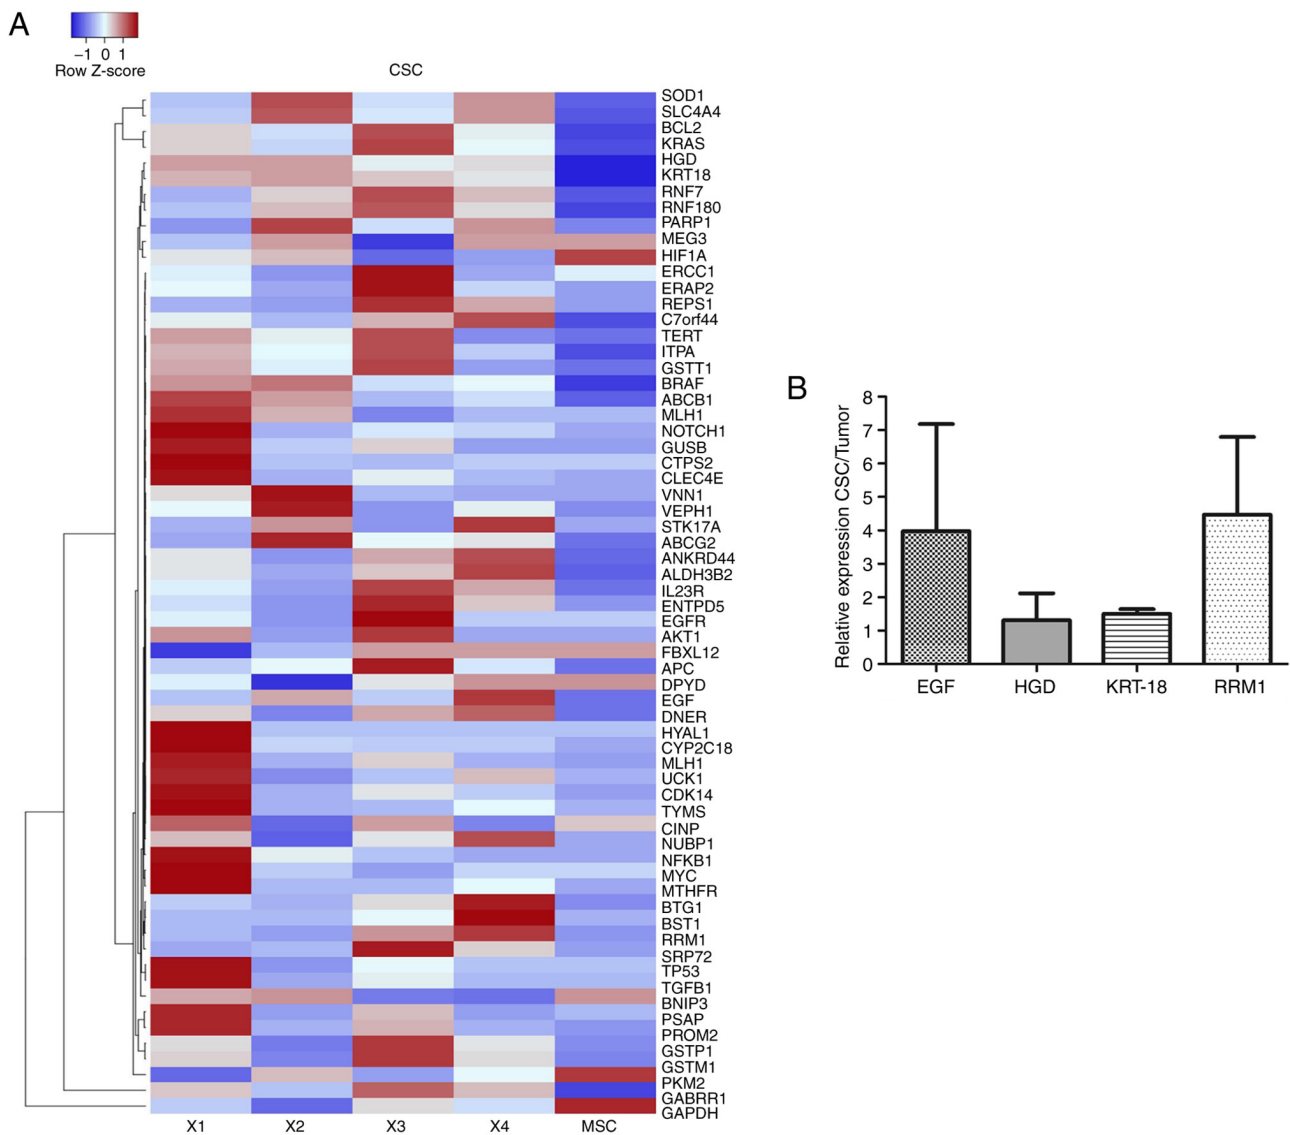 A
−1 0 1
Row Z-score
CSC
SOD1
SLC4A4
BCL2
KRAS
HGD
KRT18
RNF7
RNF180
PARP1
MEG3
HIF1A
ERCC1
ERAP2
REPS1
C7orf44
TERT
ITPA
GSTT1
BRAF
ABCB1
MLH1
NOTCH1
GUSB
CTPS2
CLEC4E
VNN1
VEPH1
STK17A
ABCG2
ANKRD44
ALDH3B2
IL23R
ENTPD5
EGFR
AKT1
FBXL12
APC
DPYD
EGF
DNER
HYAL1
CYP2C18
MLH1
UCK1
CDK14
TYMS
CINP
NUBP1
NFKB1
MYC
MTHFR
BTG1
BST1
RRM1
SRP72
TP53
TGFB1
BNIP3
PSAP
PROM2
GSTP1
GSTM1
PKM2
GABRR1
GAPDH
X1 X2 X3 X4 MSC
B
Relative expression CSC/Tumor
8
7
6
5
4
3
2
1
0
EGF HGD KRT-18 RRM1